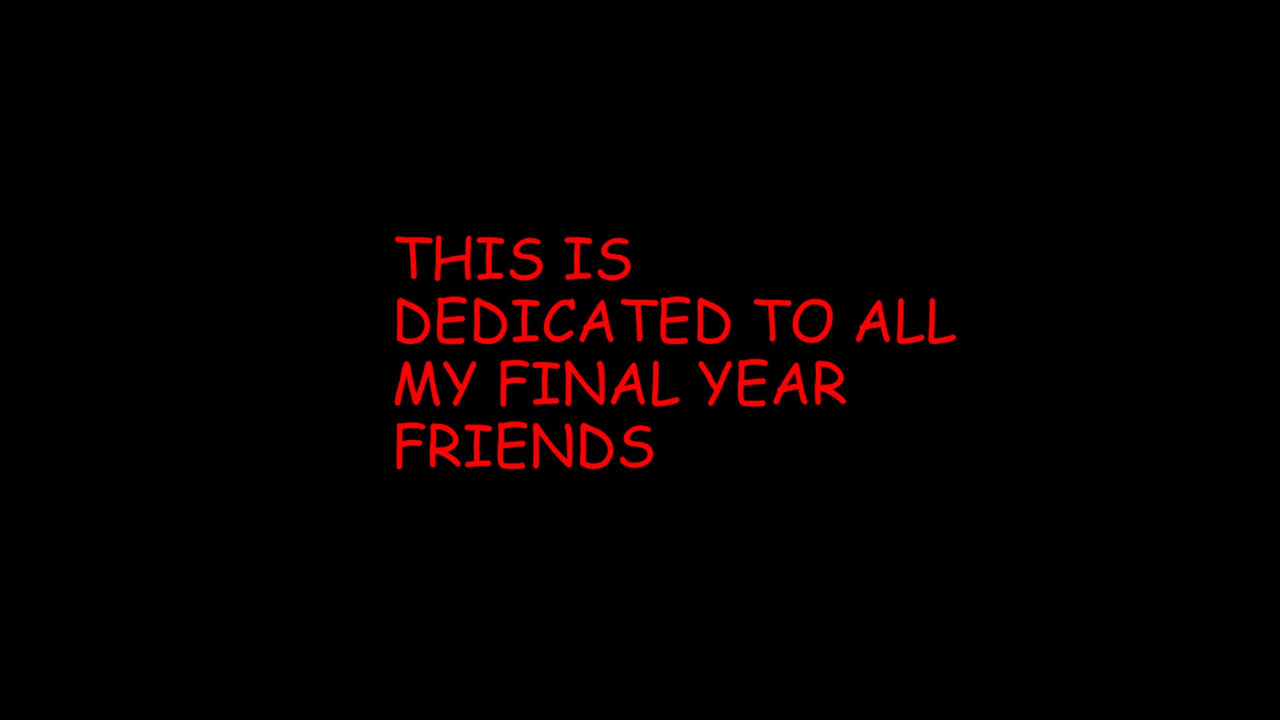 THIS IS
DEDICATED TO ALL
MY FINAL YEAR
FRIENDS